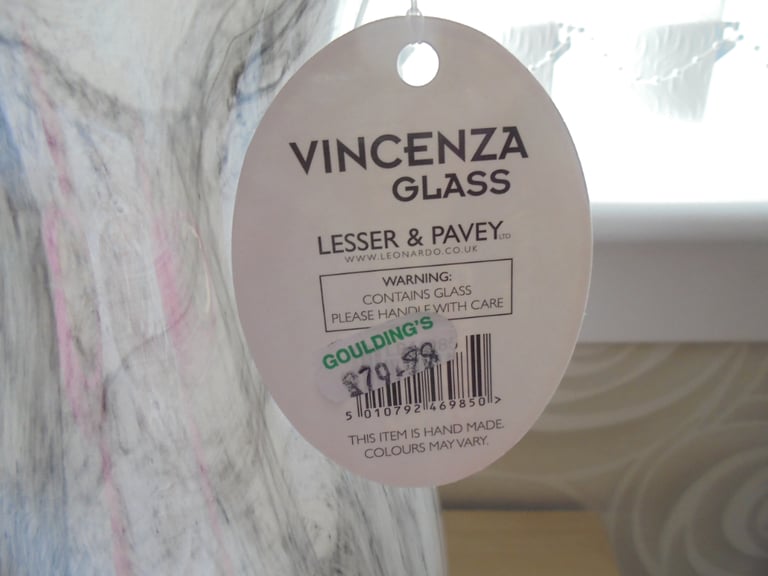 VINCENZA
GLASS
LESSER & PAVEY LTD
WWW.LEONARDO.CO.UK
WARNING:
CONTAINS GLASS
PLEASE HANDLE WITH CARE
GOULDING'S
5 010792 469850 >
THIS ITEM IS HAND MADE.
COLOURS MAY VARY.